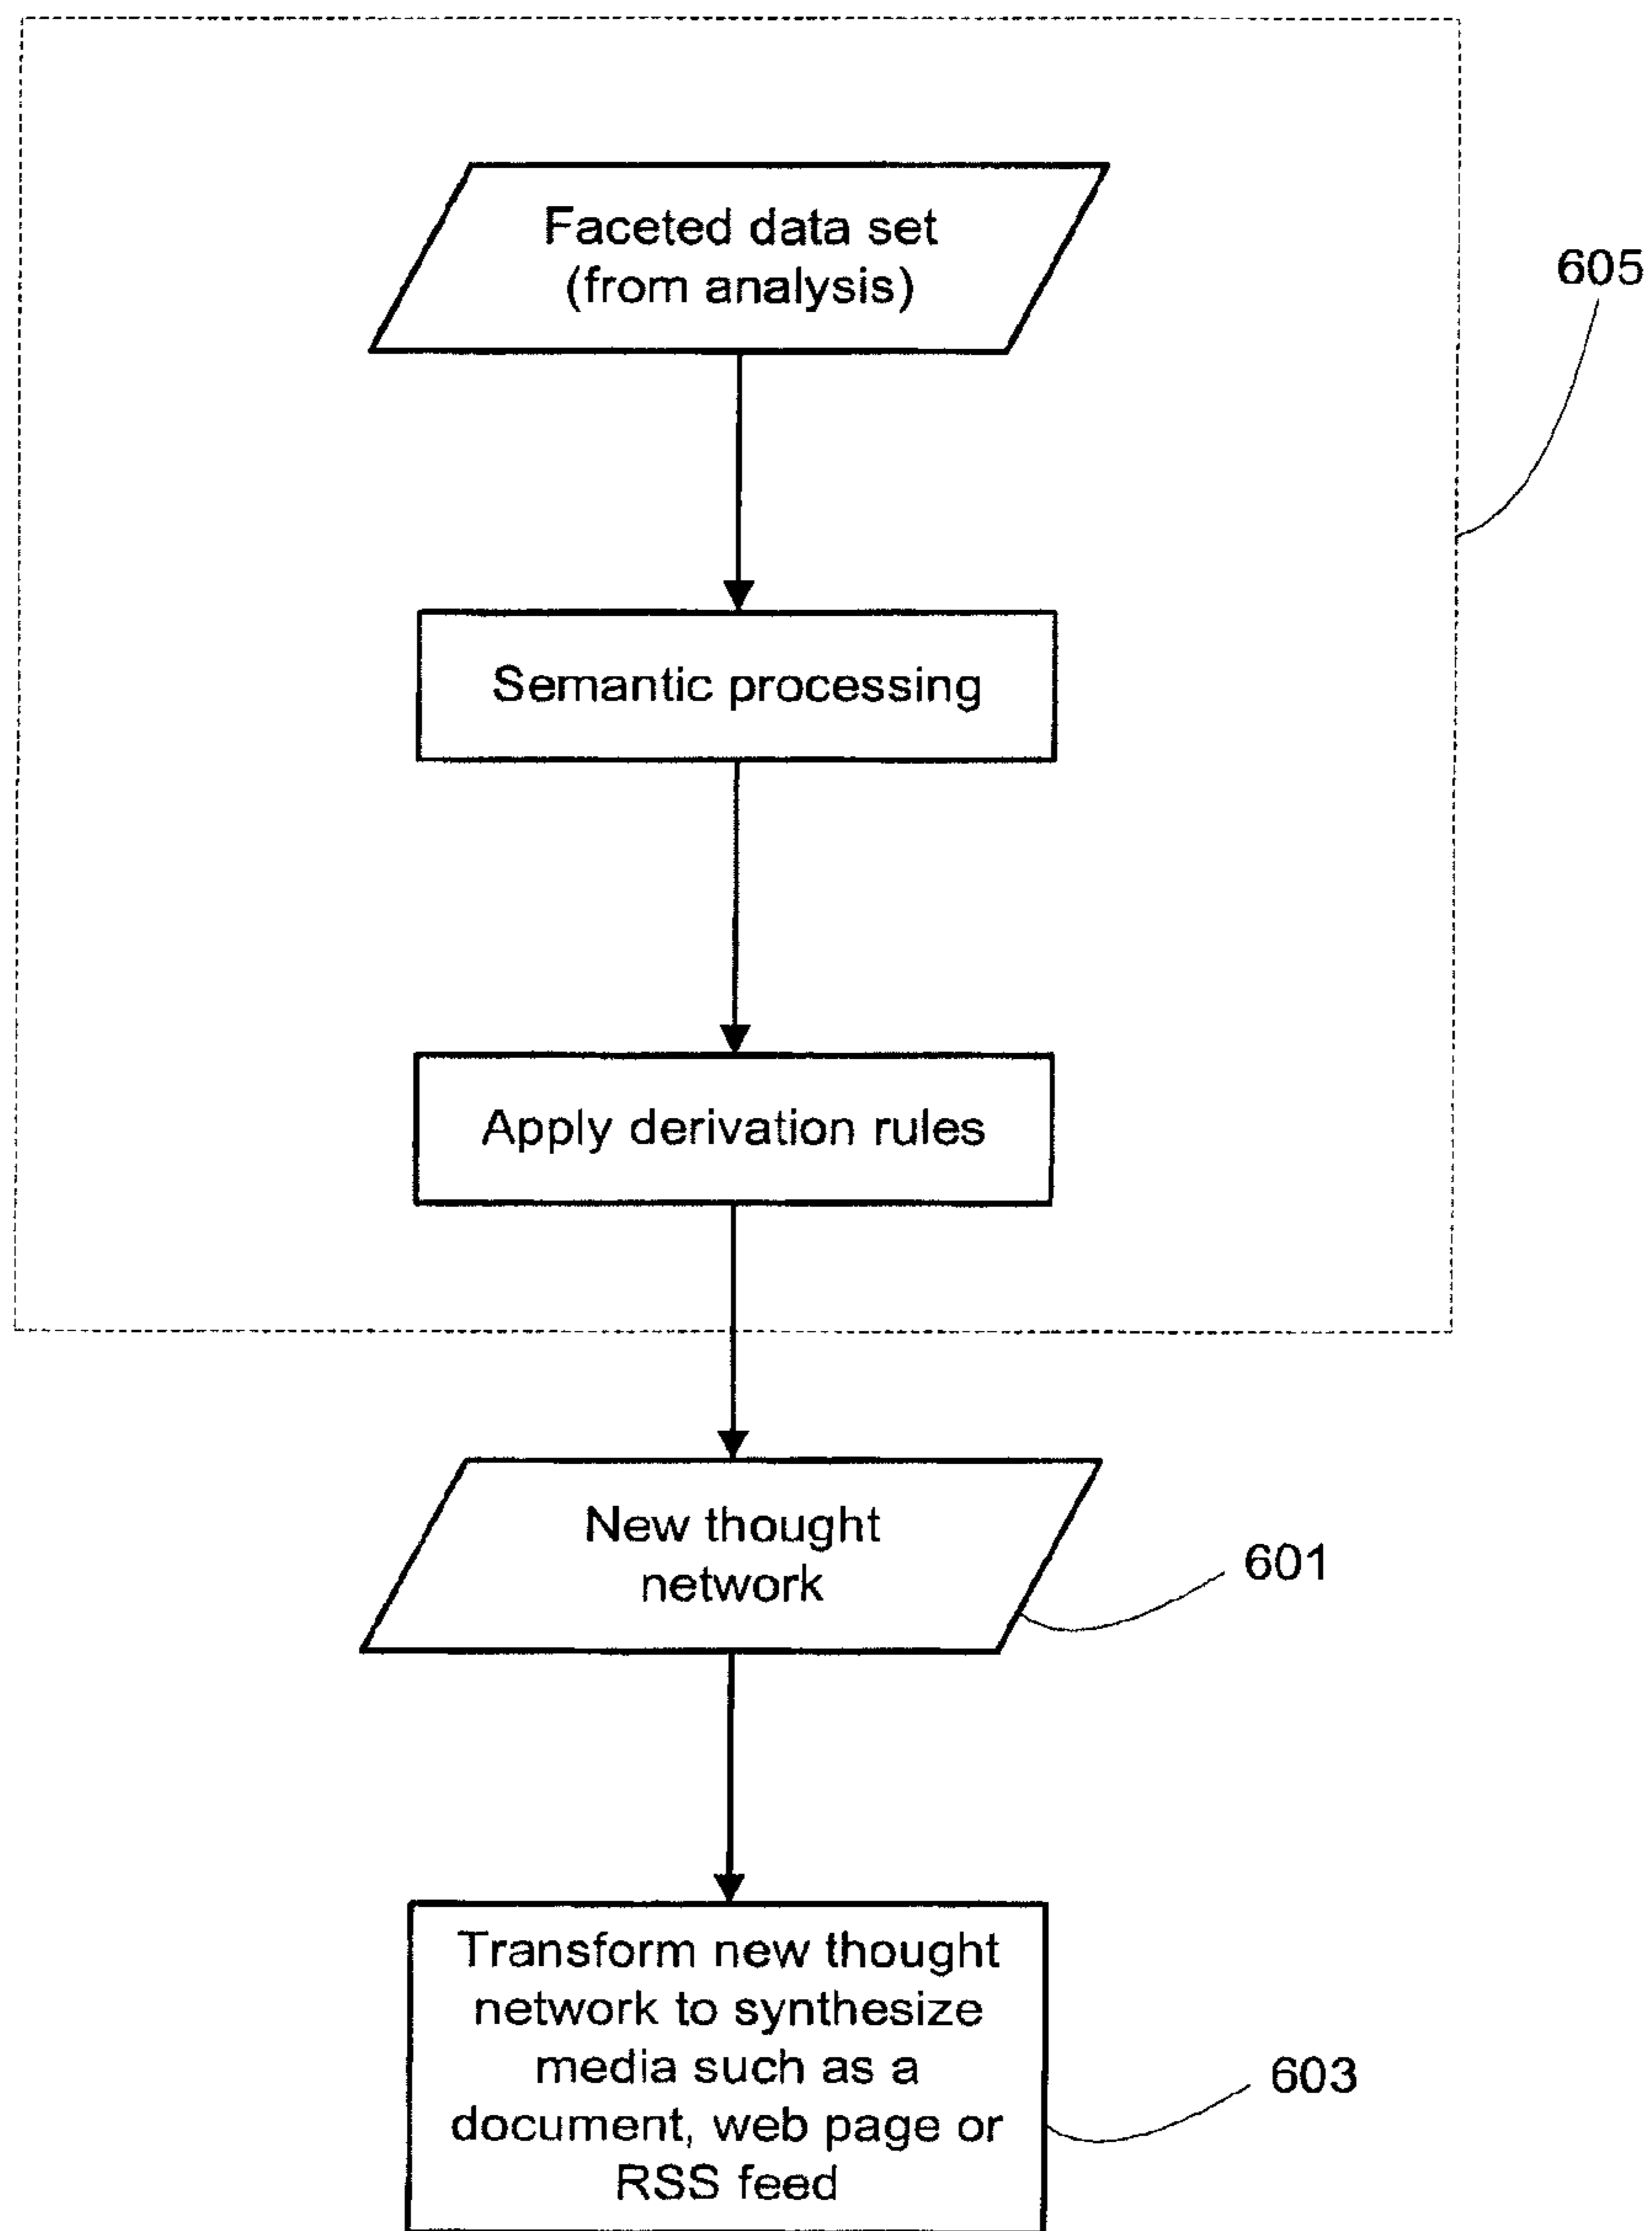 Faceted data set
(from analysis)
605
Semantic processing
Apply derivation rules
New thought
network
601
Transform new thought
network to synthesize
media such as a
document, web page or
RSS feed
603